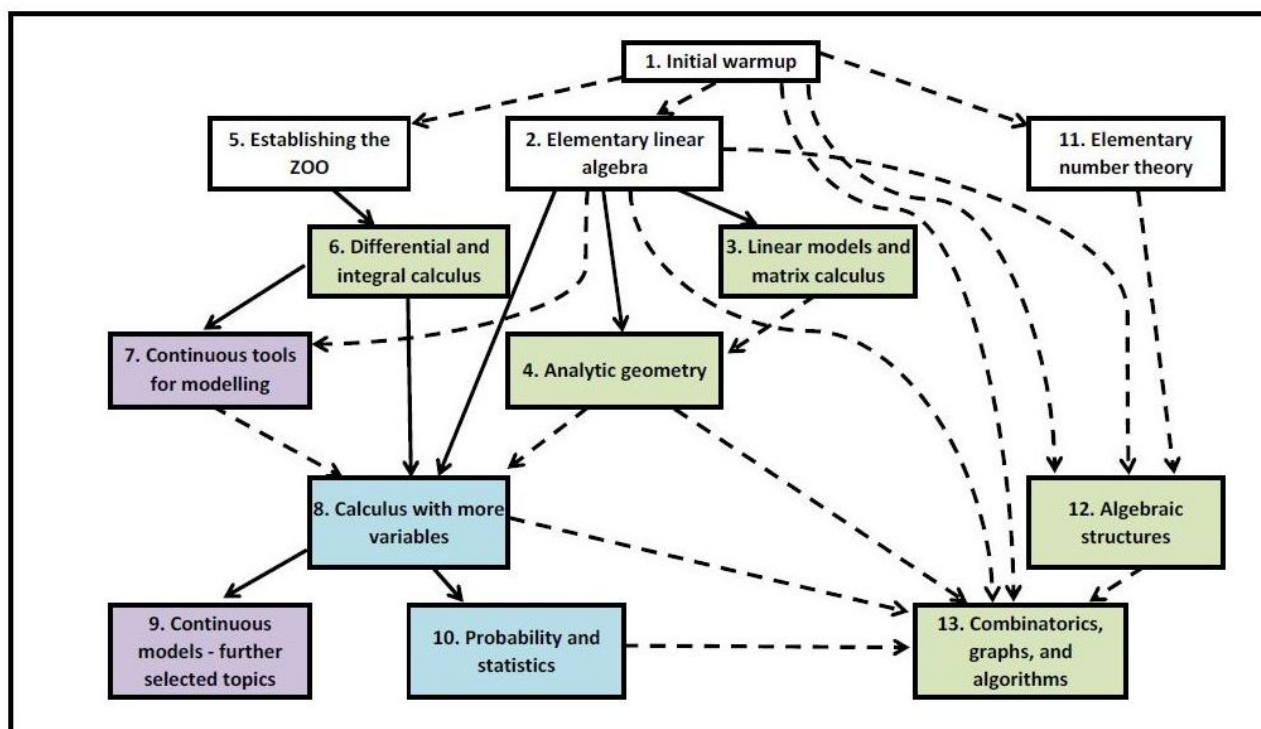 1. Initial warmup
5. Establishing the
ZOO
2. Elementary linear
algebra
11. Elementary
number theory
6. Differential and
integral calculus
3. Linear models and
matrix calculus
7. Continuous tools
for modelling
4. Analytic geometry
8. Calculus with more
variables
12. Algebraic
structures
9. Continuous
models - further
selected topics
10. Probability and
statistics
13. Combinatorics,
graphs, and
algorithms